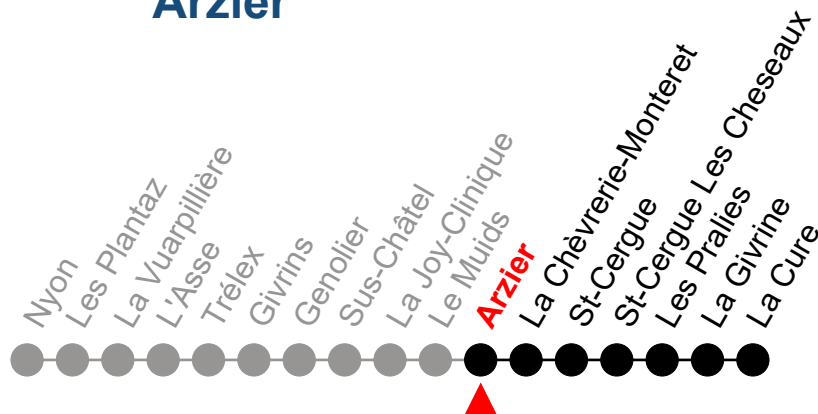 Arzier
Nyon
Les Plantaz
La Vuarpillière
L'Asse
Trélex
Givrins
Genolier
Sus-Châtel
La Joy-Clinique
Le Muids
Arzier
La Chèvrerie-Monteret
St-Cergue
St-Cergue Les Cheseaux
Les Pralies
La Givrine
La Cure